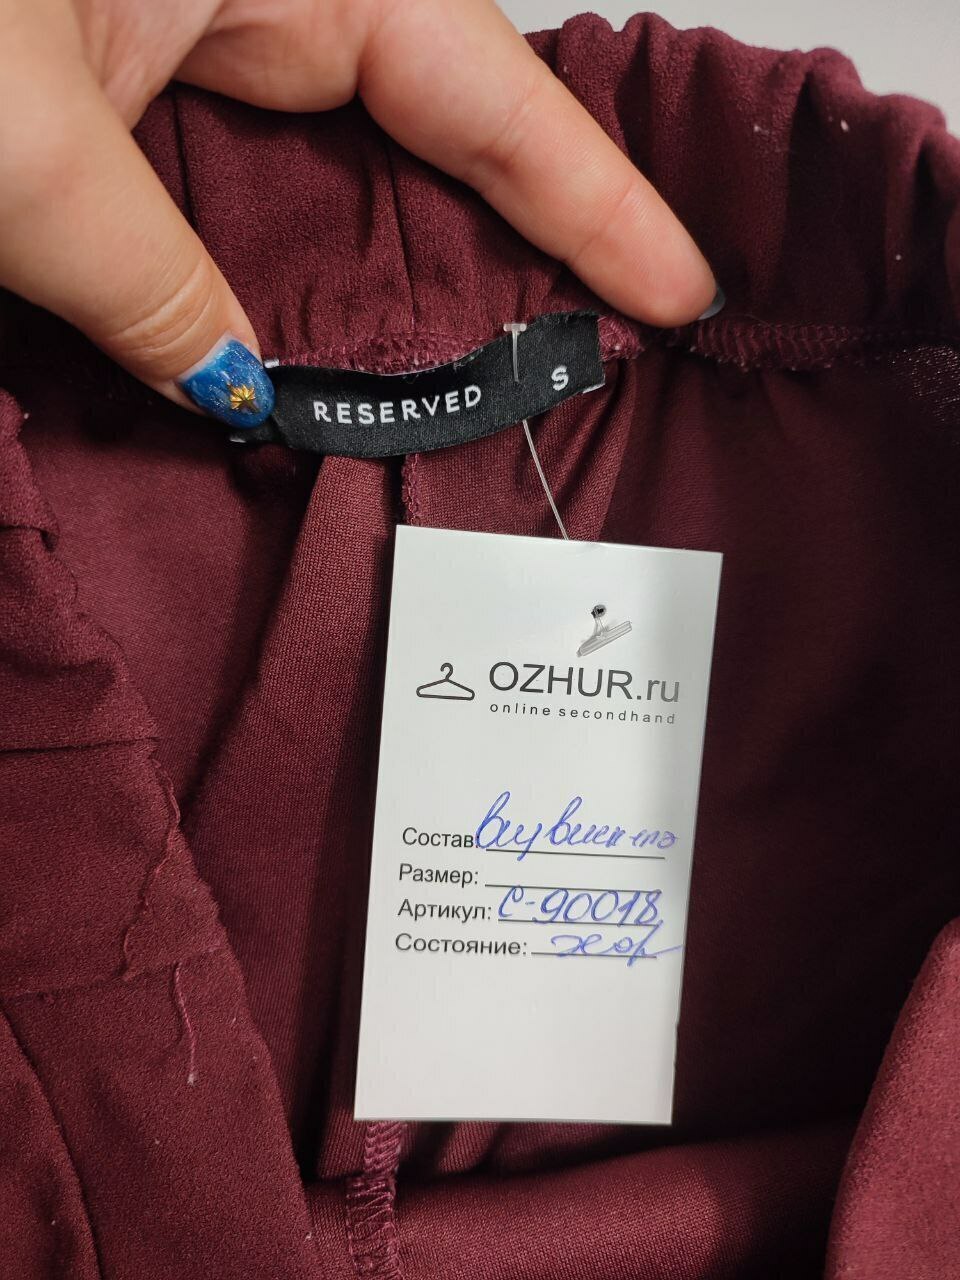 RESERVED S
OZHUR.ru
online secondhand
Состав:
Размер:
Артикул: С-90018
Состояние: хор